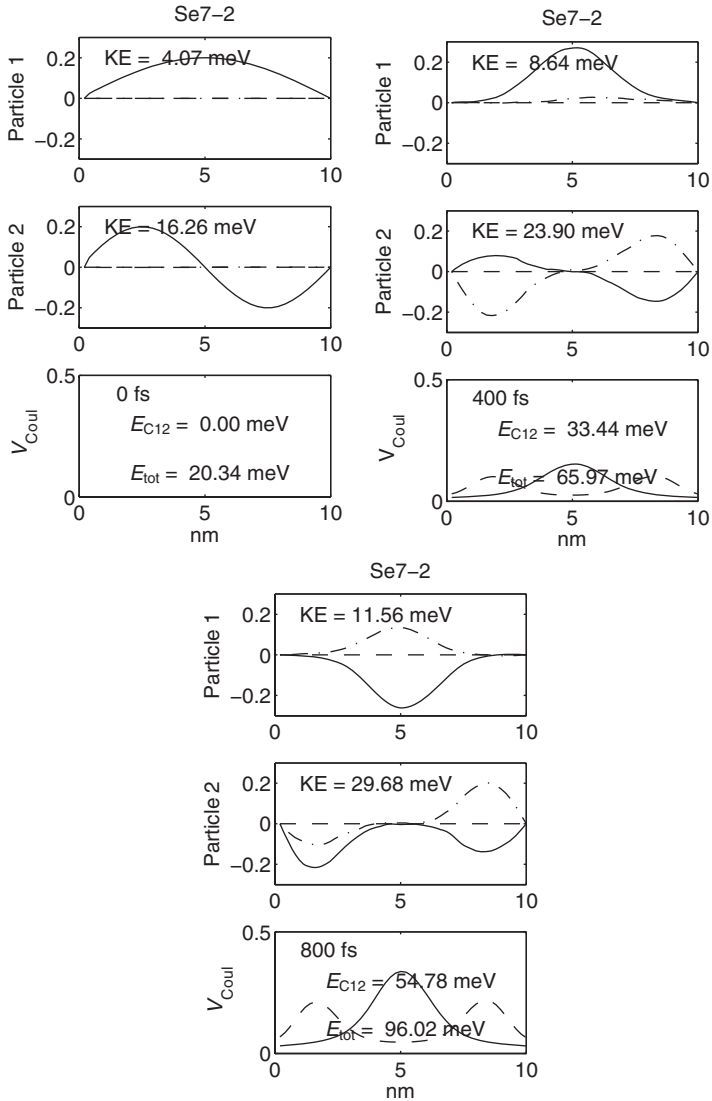 Se7–2
KE = 4.07 meV
Particle 1
0.2
0
−0.2
0 5 10
KE = 16.26 meV
Particle 2
0.2
0
−0.2
0 5 10
0 fs
E_C12 = 0.00 meV
E_tot = 20.34 meV
V_Coul
0.5
0
0 5 10
nm
Se7–2
KE = 8.64 meV
Particle 1
0.2
0
−0.2
0 5 10
KE = 23.90 meV
Particle 2
0.2
0
−0.2
0 5 10
400 fs
E_C12 = 33.44 meV
E_tot = 65.97 meV
V_Coul
0.5
0
0 5 10
nm
Se7–2
KE = 11.56 meV
Particle 1
0.2
0
−0.2
0 5 10
KE = 29.68 meV
Particle 2
0.2
0
−0.2
0 5 10
800 fs
E_C12 = 54.78 meV
E_tot = 96.02 meV
V_Coul
0.5
0
0 5 10
nm